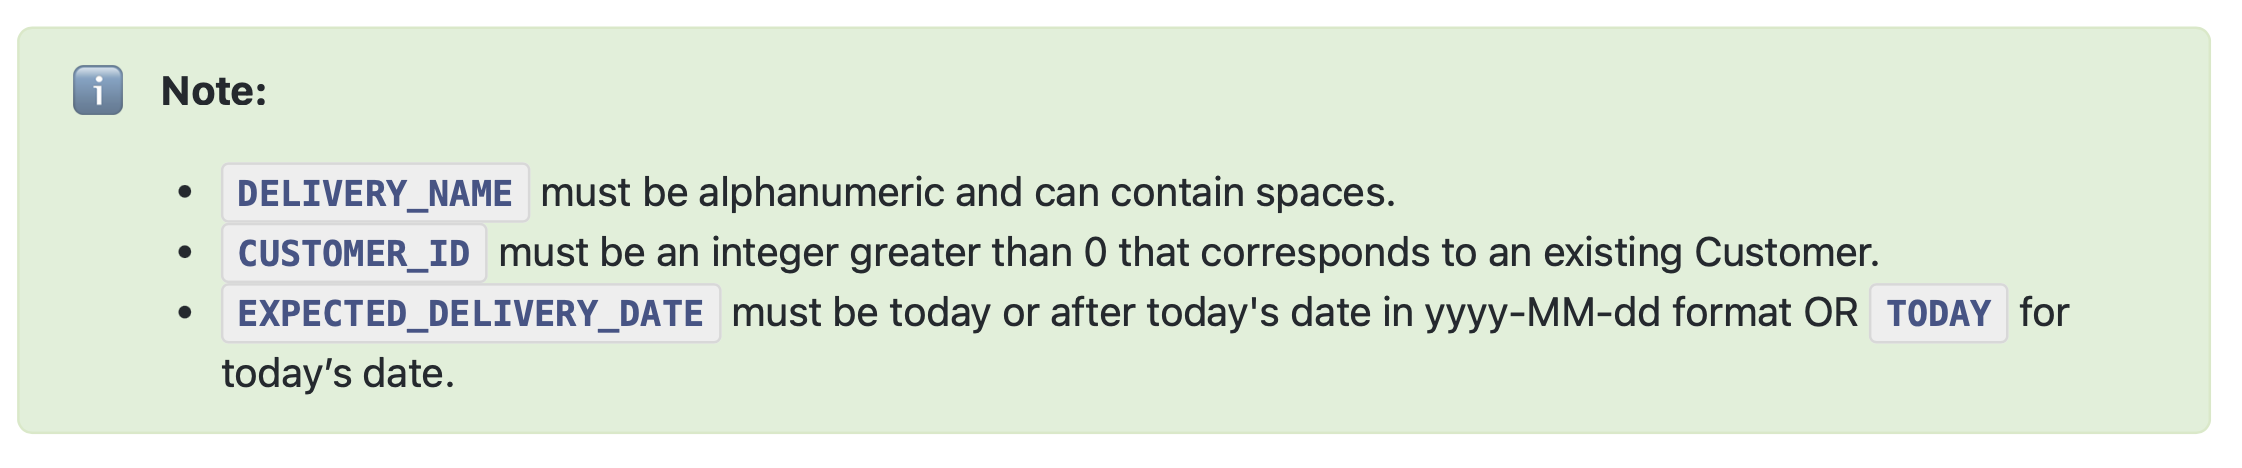 i Note:
• DELIVERY_NAME must be alphanumeric and can contain spaces.
• CUSTOMER_ID must be an integer greater than 0 that corresponds to an existing Customer.
• EXPECTED_DELIVERY_DATE must be today or after today's date in yyyy-MM-dd format OR TODAY for
today’s date.